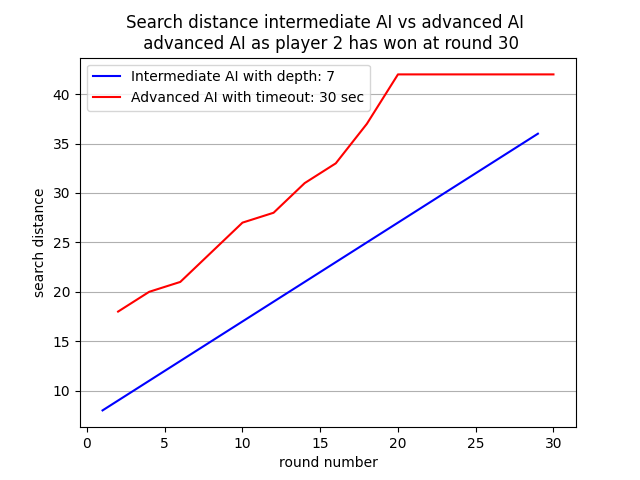 Search distance intermediate AI vs advanced AI
advanced AI as player 2 has won at round 30
Intermediate AI with depth: 7
Advanced AI with timeout: 30 sec
search distance
40
35
30
25
20
15
10
0 5 10 15 20 25 30
round number